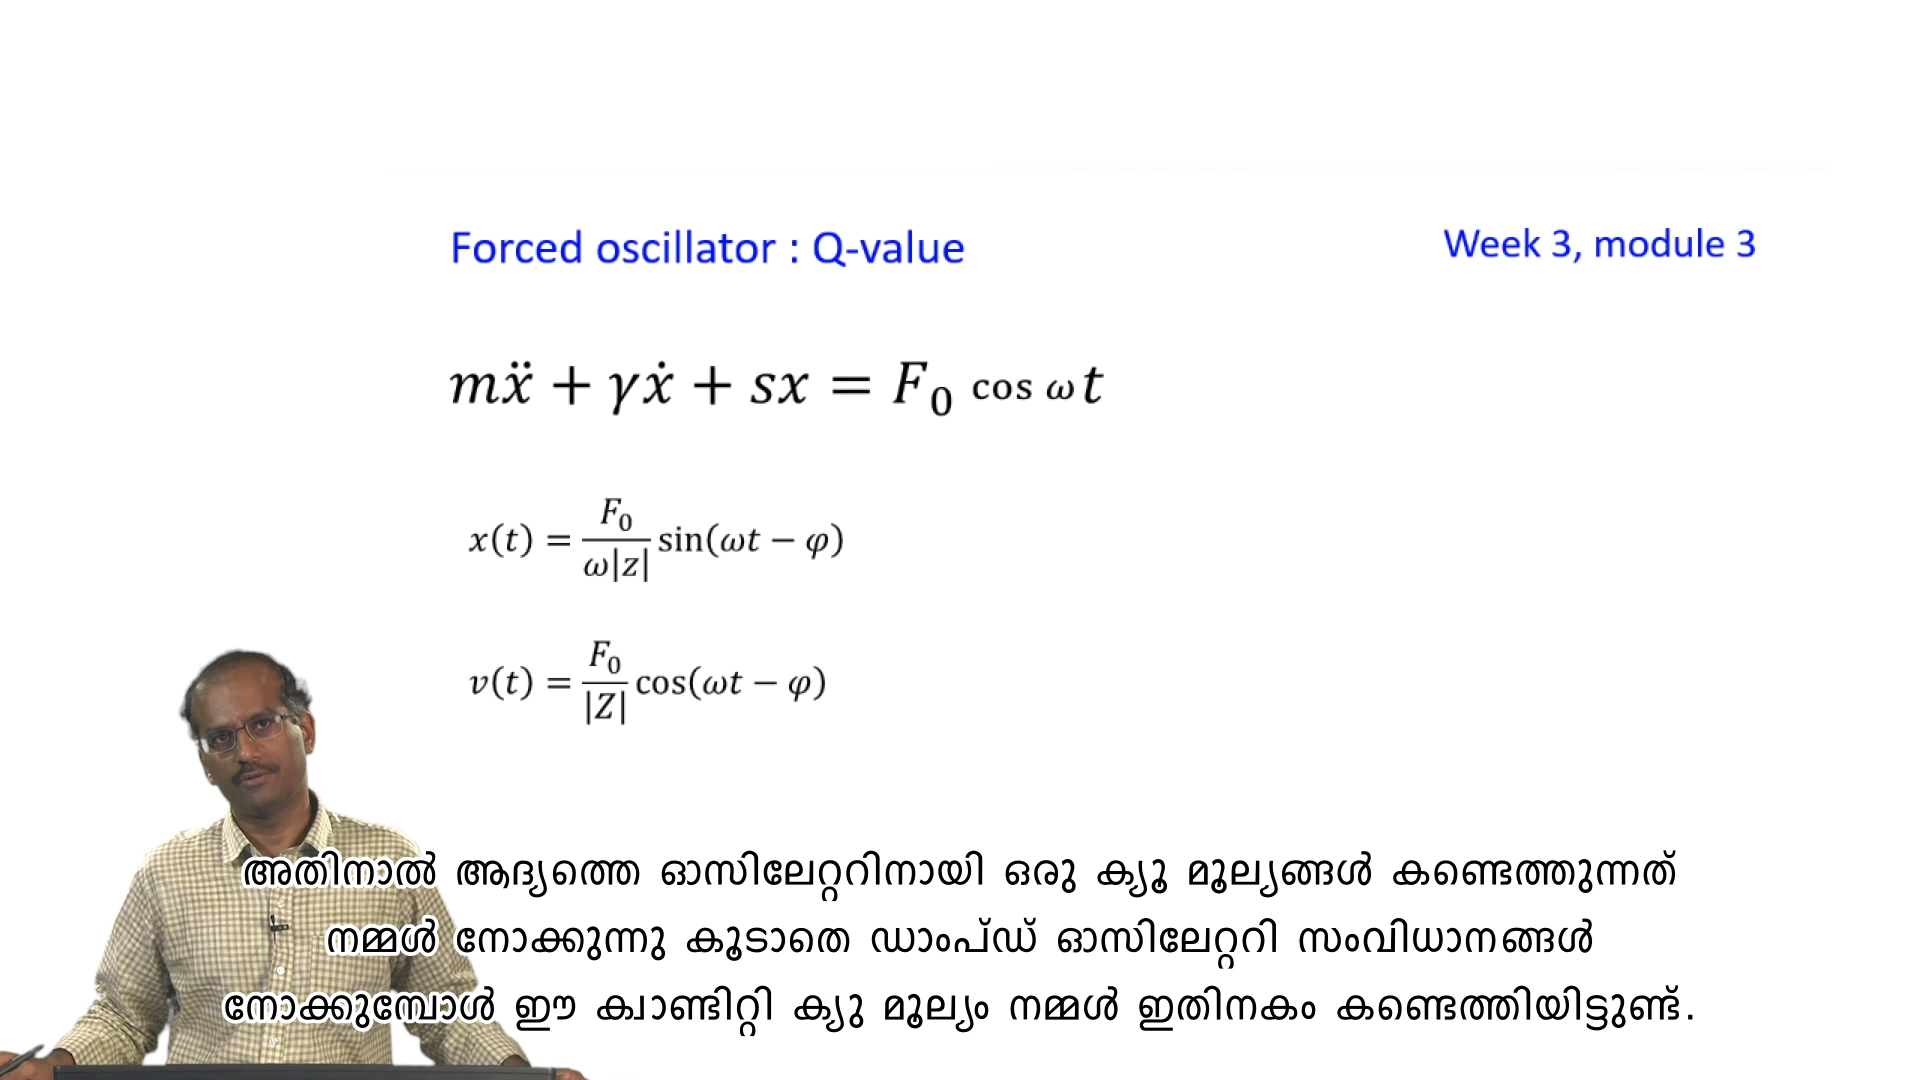 Forced oscillator : Q-value
Week 3, module 3
mẍ + γẋ + sx = F₀ cos ωt
x(t) = F₀/ω|z| sin(ωt − φ)
v(t) = F₀/|Z| cos(ωt − φ)
അതിനാൽ ആദ്യത്തെ ഓസിലേറ്ററിനായി ഒരു ക്യൂ മൂല്യങ്ങൾ കണ്ടെത്തുന്നത്
നമ്മൾ നോക്കുന്നു കൂടാതെ ഡാംപ്ഡ് ഓസിലേറ്ററി സംവിധാനങ്ങൾ
നോക്കുമ്പോൾ ഈ ക്വാണ്ടിറ്റി ക്യു മൂല്യം നമ്മൾ ഇതിനകം കണ്ടെത്തിയിട്ടുണ്ട്.